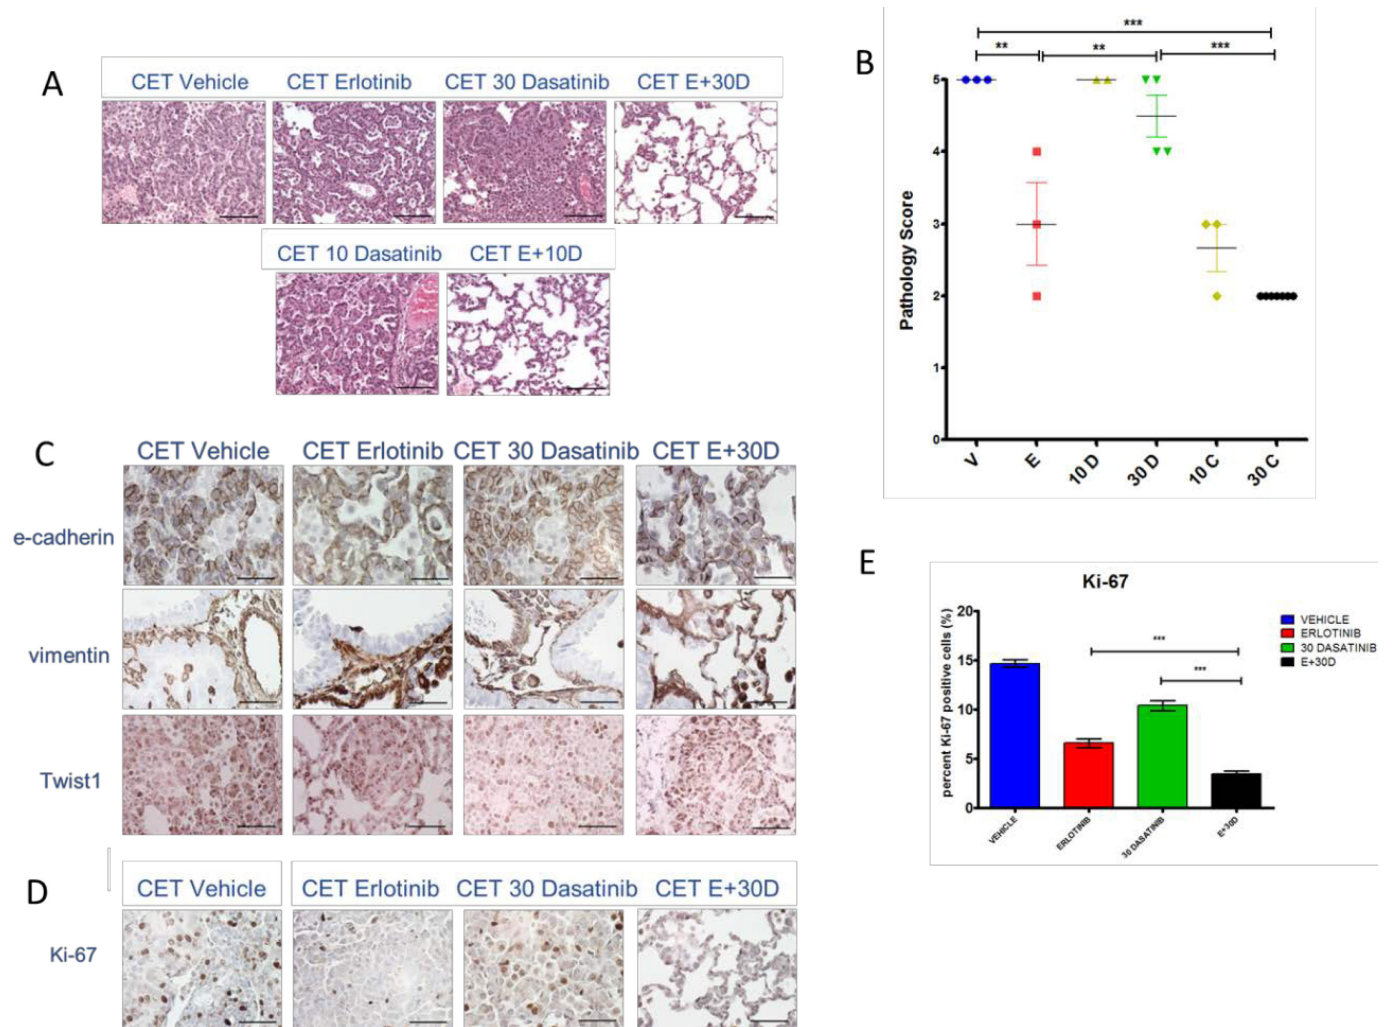 A
CET Vehicle CET Erlotinib CET 30 Dasatinib CET E+30D
CET 10 Dasatinib CET E+10D
B
***
** ** ***
Pathology Score
5
4
3
2
1
0
V E 10 D 30 D 10 C 30 C
C
CET Vehicle CET Erlotinib CET 30 Dasatinib CET E+30D
e-cadherin
vimentin
Twist1
D
CET Vehicle CET Erlotinib CET 30 Dasatinib CET E+30D
Ki-67
E
Ki-67
percent Ki-67 positive cells (%)
20
15
10
5
0
***
***
VEHICLE ERLOTINIB 30 DASATINIB E+30D
VEHICLE
ERLOTINIB
30 DASATINIB
E+30D